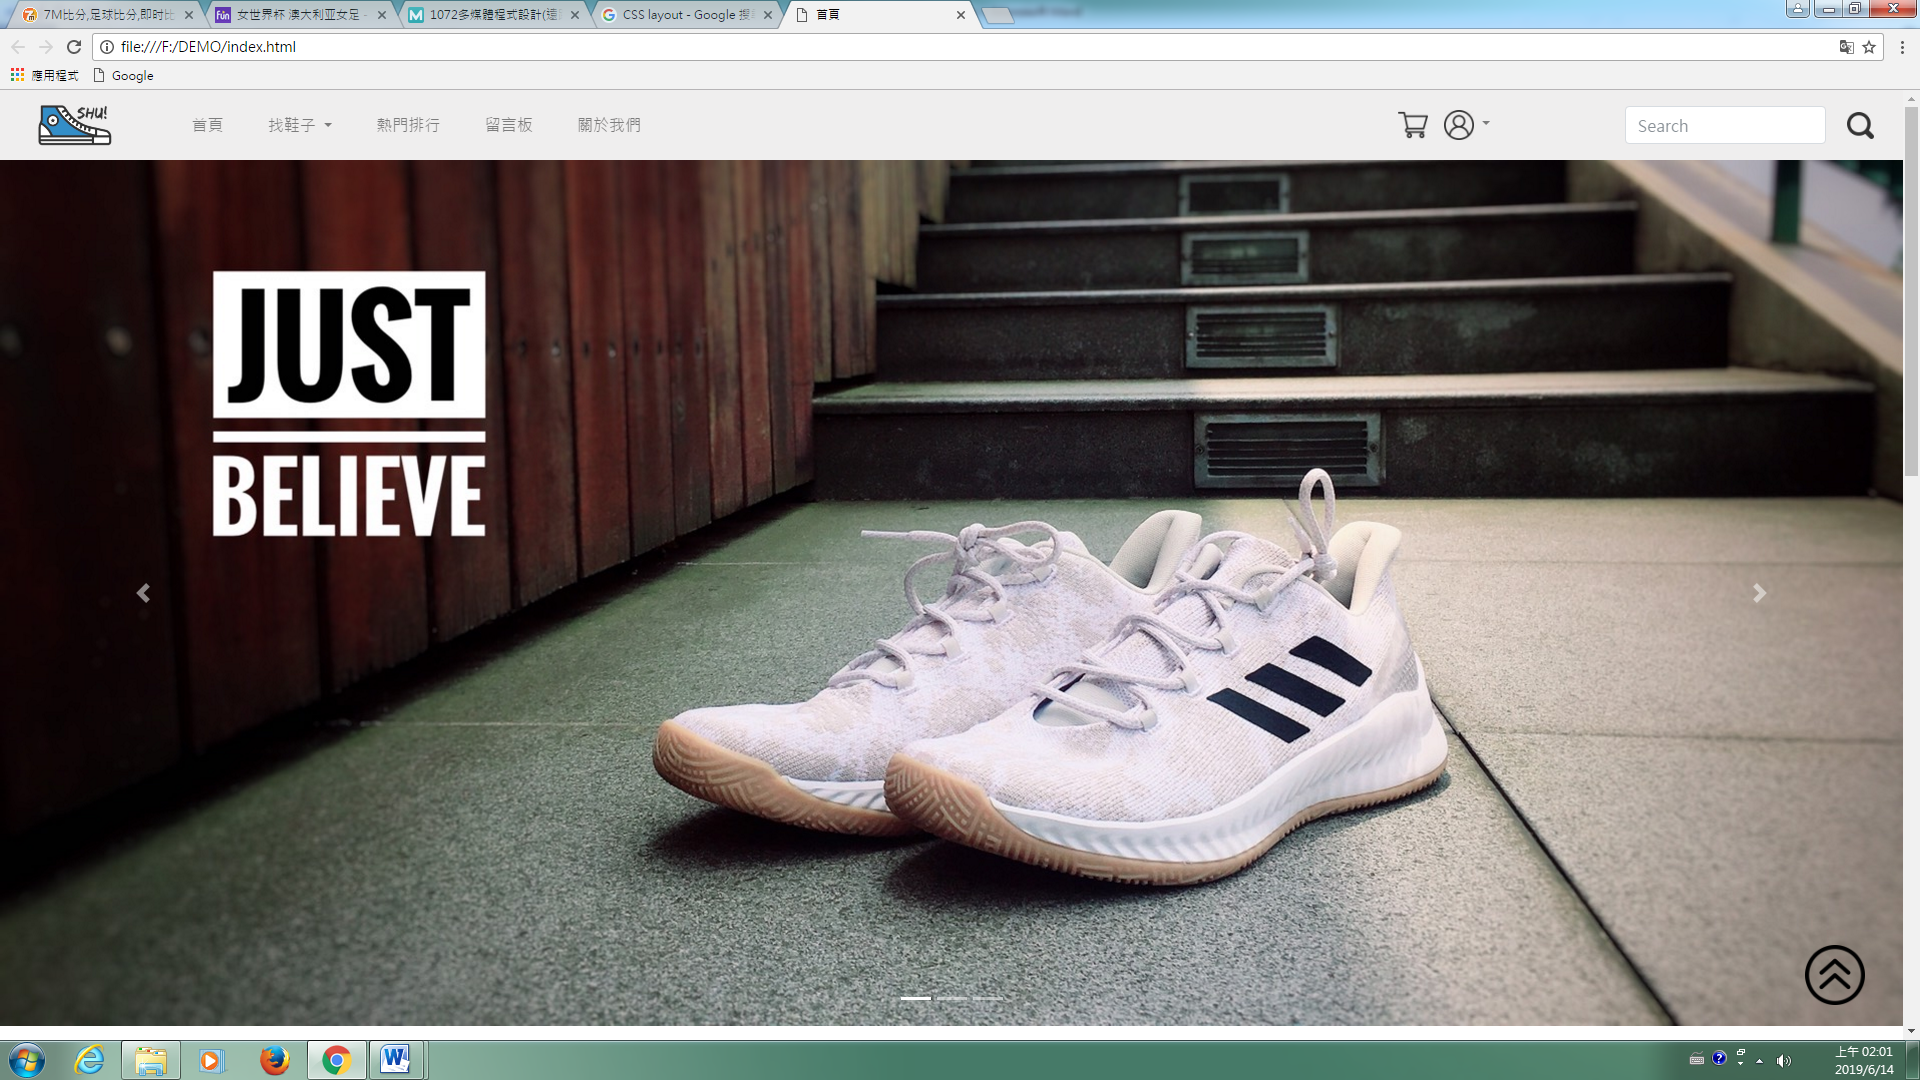 7M比分,足球比分,即时比
女世界杯 澳大利亚女足 -
1072多媒體程式設計(遠
CSS layout - Google 搜
首頁
file:///F:/DEMO/index.html
應用程式
Google
SHU!
首頁
找鞋子
熱門排行
留言板
關於我們
Search
JUST
BELIEVE
上午 02:01
2019/6/14